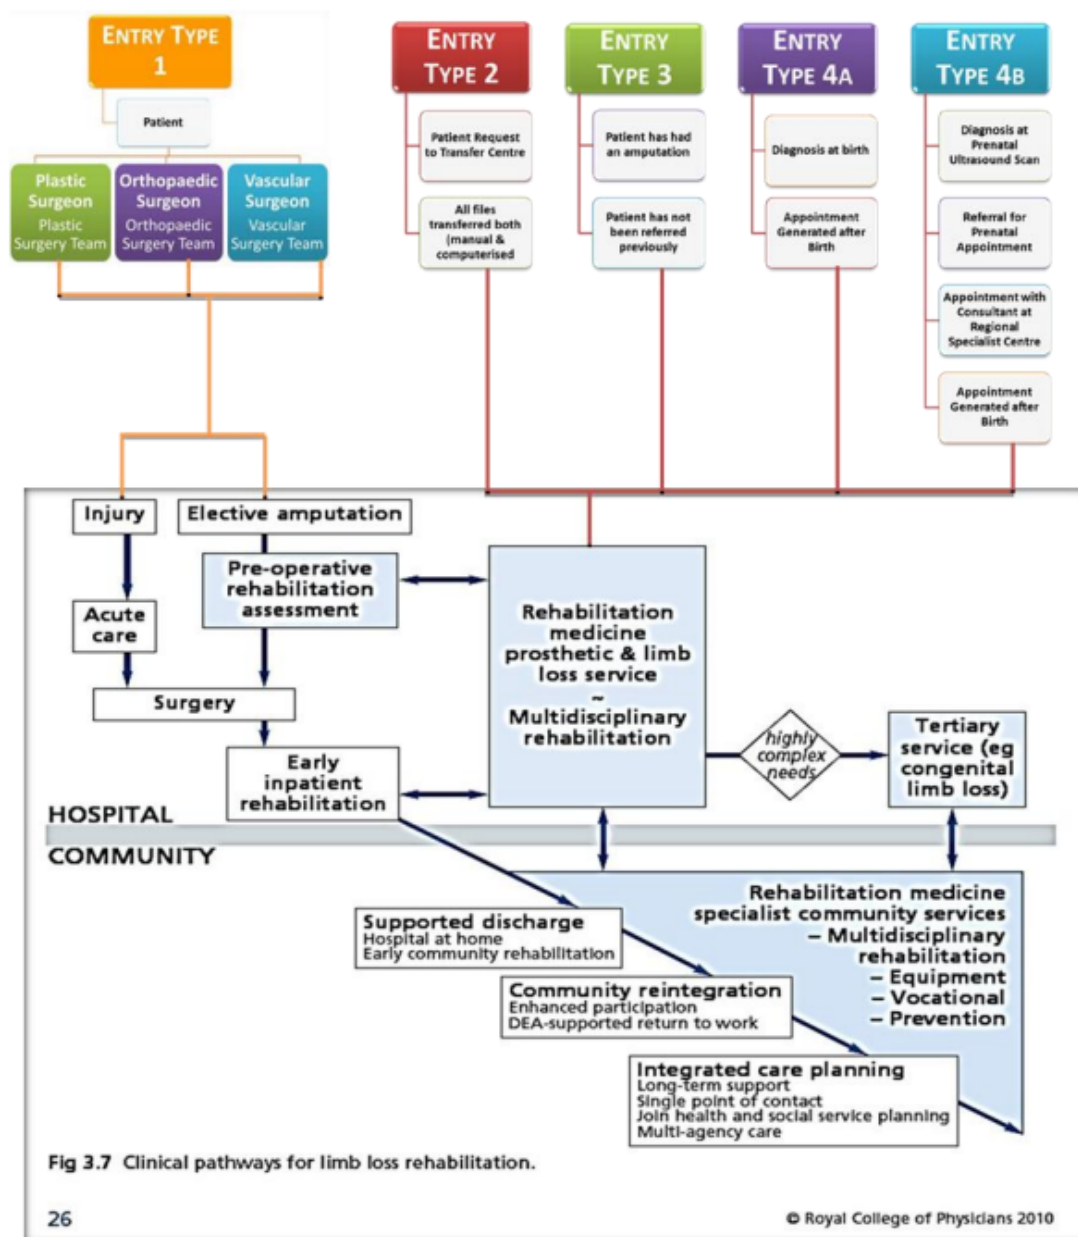 ENTRY TYPE
1
Patient
Plastic
Surgeon
Plastic
Surgery Team
Orthopaedic
Surgeon
Orthopaedic
Surgery Team
Vascular
Surgeon
Vascular
Surgery Team
ENTRY
TYPE 2
Patient Request
to Transfer Centre
All files
transferred both
(manual &
computerised
ENTRY
TYPE 3
Patient has had
an amputation
Patient has not
been referred
previously
ENTRY
TYPE 4A
Diagnosis at birth
Appointment
Generated after
Birth
ENTRY
TYPE 4B
Diagnosis at
Prenatal
Ultrasound Scan
Referral for
Prenatal
Appointment
Appointment with
Consultant at
Regional
Specialist Centre
Appointment
Generated after
Birth
Injury
Elective amputation
Pre-operative
rehabilitation
assessment
Acute
care
Surgery
Early
inpatient
rehabilitation
Rehabilitation
medicine
prosthetic & limb
loss service
~
Multidisciplinary
rehabilitation
highly
complex
needs
Tertiary
service (eg
congenital
limb loss)
HOSPITAL
COMMUNITY
Supported discharge
Hospital at home
Early community rehabilitation
Community reintegration
Enhanced participation
DEA-supported return to work
Integrated care planning
Long-term support
Single point of contact
Join health and social service planning
Multi-agency care
Rehabilitation medicine
specialist community services
– Multidisciplinary
rehabilitation
– Equipment
– Vocational
– Prevention
Fig 3.7 Clinical pathways for limb loss rehabilitation.
26
© Royal College of Physicians 2010